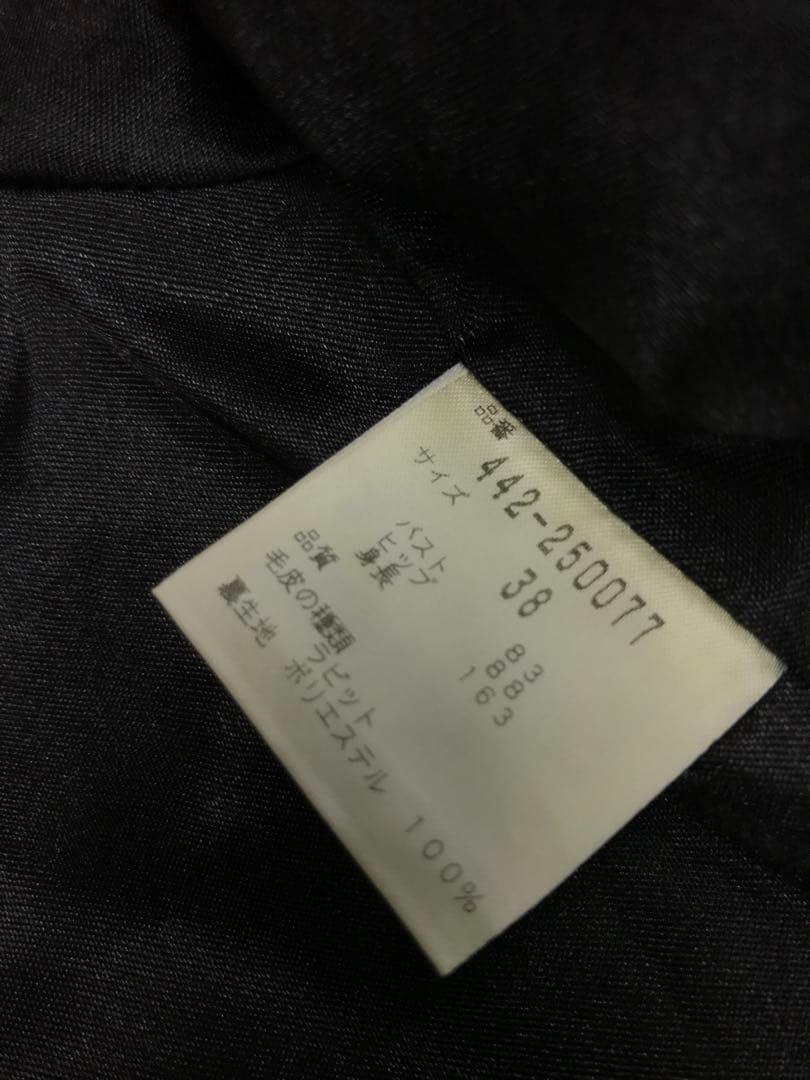 品番 442-250077
サイズ 38
バスト 83
ヒップ 88
身長 163
品質
毛皮の種類 ラビット
裏生地 ポリエステル 100%